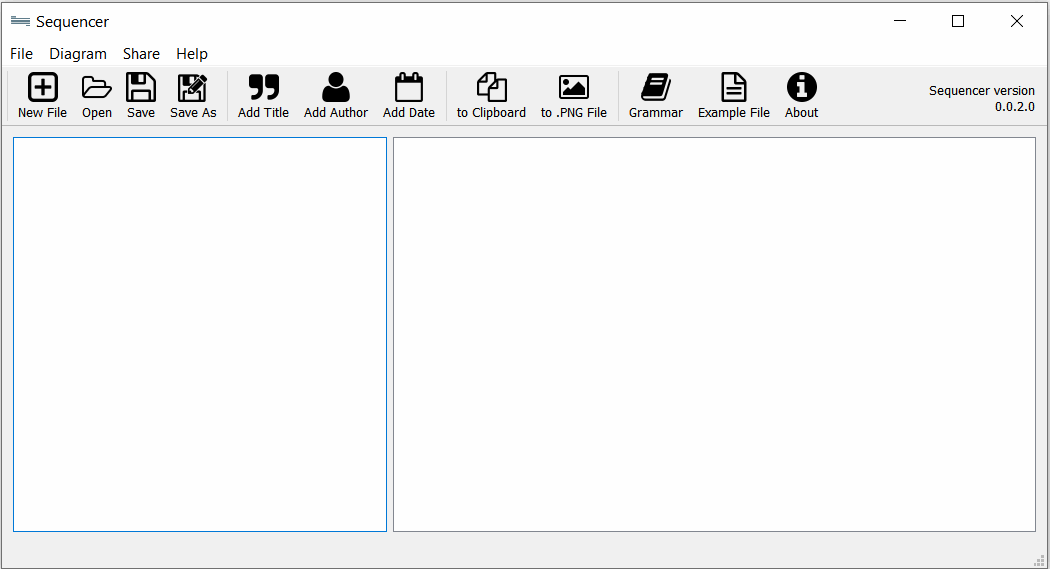 Sequencer
File Diagram Share Help
New File Open Save Save As Add Title Add Author Add Date to Clipboard to .PNG File Grammar Example File About
Sequencer version
0.0.2.0